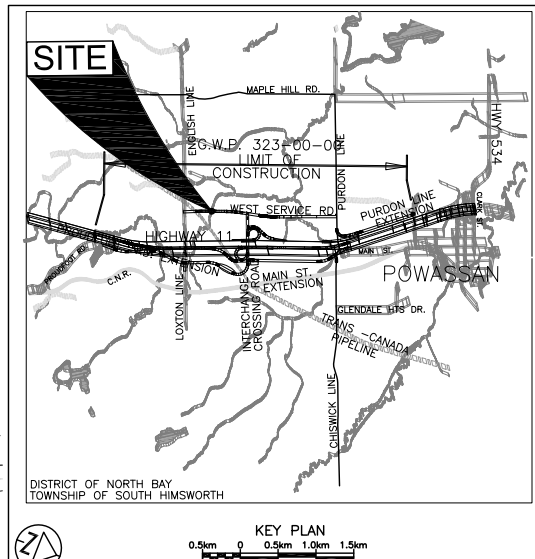 SITE
MAPLE HILL RD.
ENGLISH LINE
G.W.P. 323-00-00
LIMIT OF
CONSTRUCTION
PURDON LINE
HWY 534
WEST SERVICE RD.
PURDON LINE
EXTENSION
CLARK ST.
HIGHWAY 11
MAIN ST.
EXTENSION
C.N.R.
LOXTON LINE
INTERCHANGE
CROSSING ROAD
MAIN ST.
EXTENSION
POWASSAN
GLENDALE HTS DR.
TRANS-CANADA
PIPELINE
CHISWICK LINE
DISTRICT OF NORTH BAY
TOWNSHIP OF SOUTH HIMSWORTH
Z
KEY PLAN
0.5km 0 0.5km 1.0km 1.5km